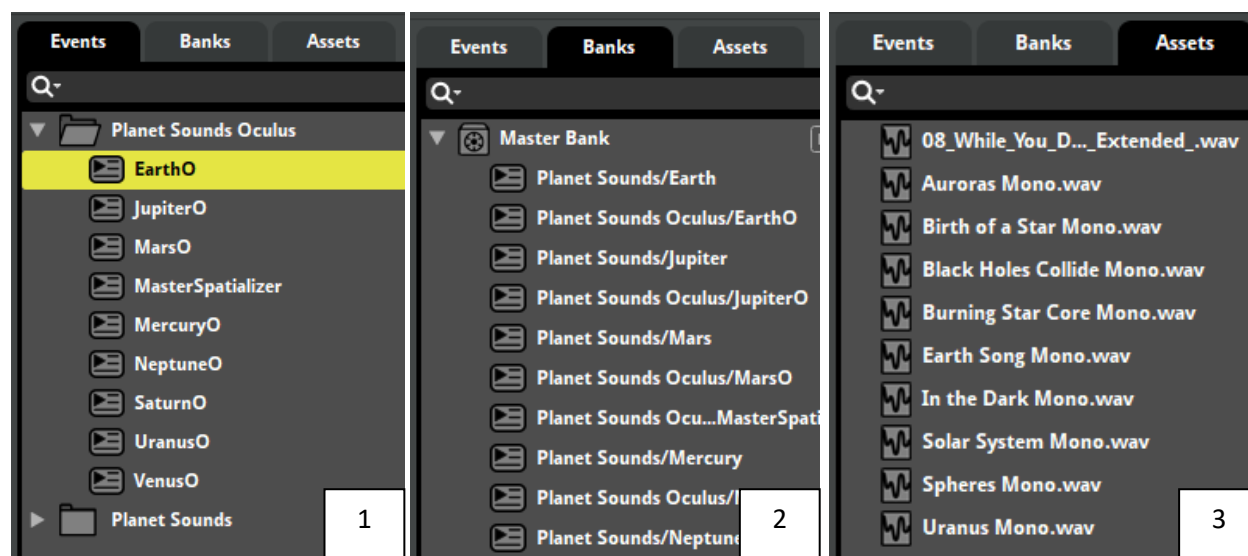 Events Banks Assets
Planet Sounds Oculus
EarthO
JupiterO
MarsO
MasterSpatializer
MercuryO
NeptuneO
SaturnO
UranusO
VenusO
Planet Sounds
1
Events Banks Assets
Master Bank
Planet Sounds/Earth
Planet Sounds Oculus/EarthO
Planet Sounds/Jupiter
Planet Sounds Oculus/JupiterO
Planet Sounds/Mars
Planet Sounds Oculus/MarsO
Planet Sounds Ocu...MasterSpati
Planet Sounds/Mercury
Planet Sounds Oculus/
Planet Sounds/Neptune
2
Events Banks Assets
08_While_You_D..._Extended_.wav
Auroras Mono.wav
Birth of a Star Mono.wav
Black Holes Collide Mono.wav
Burning Star Core Mono.wav
Earth Song Mono.wav
In the Dark Mono.wav
Solar System Mono.wav
Spheres Mono.wav
Uranus Mono.wav
3